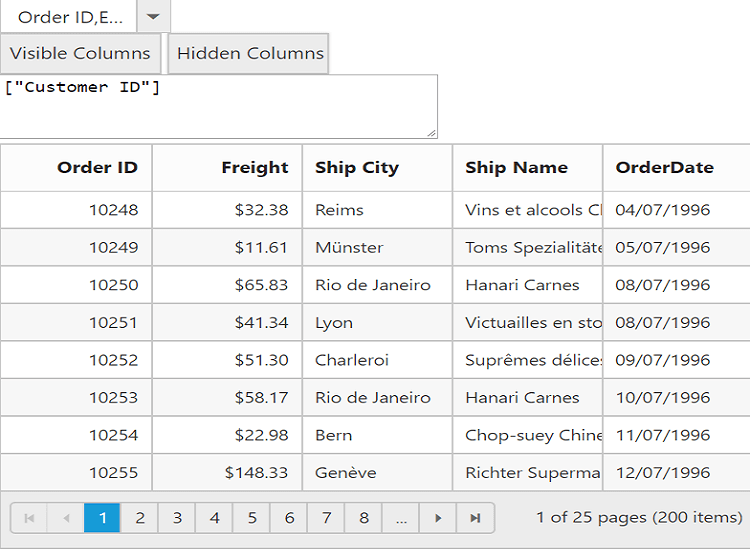 Order ID,E...
Visible Columns Hidden Columns
["Customer ID"]
Order ID Freight Ship City Ship Name OrderDate
10248 $32.38 Reims Vins et alcools Cl 04/07/1996
10249 $11.61 Münster Toms Spezialitäte 05/07/1996
10250 $65.83 Rio de Janeiro Hanari Carnes 08/07/1996
10251 $41.34 Lyon Victuailles en sto 08/07/1996
10252 $51.30 Charleroi Suprêmes délices 09/07/1996
10253 $58.17 Rio de Janeiro Hanari Carnes 10/07/1996
10254 $22.98 Bern Chop-suey Chine 11/07/1996
10255 $148.33 Genève Richter Superma 12/07/1996
1 2 3 4 5 6 7 8 ... 1 of 25 pages (200 items)